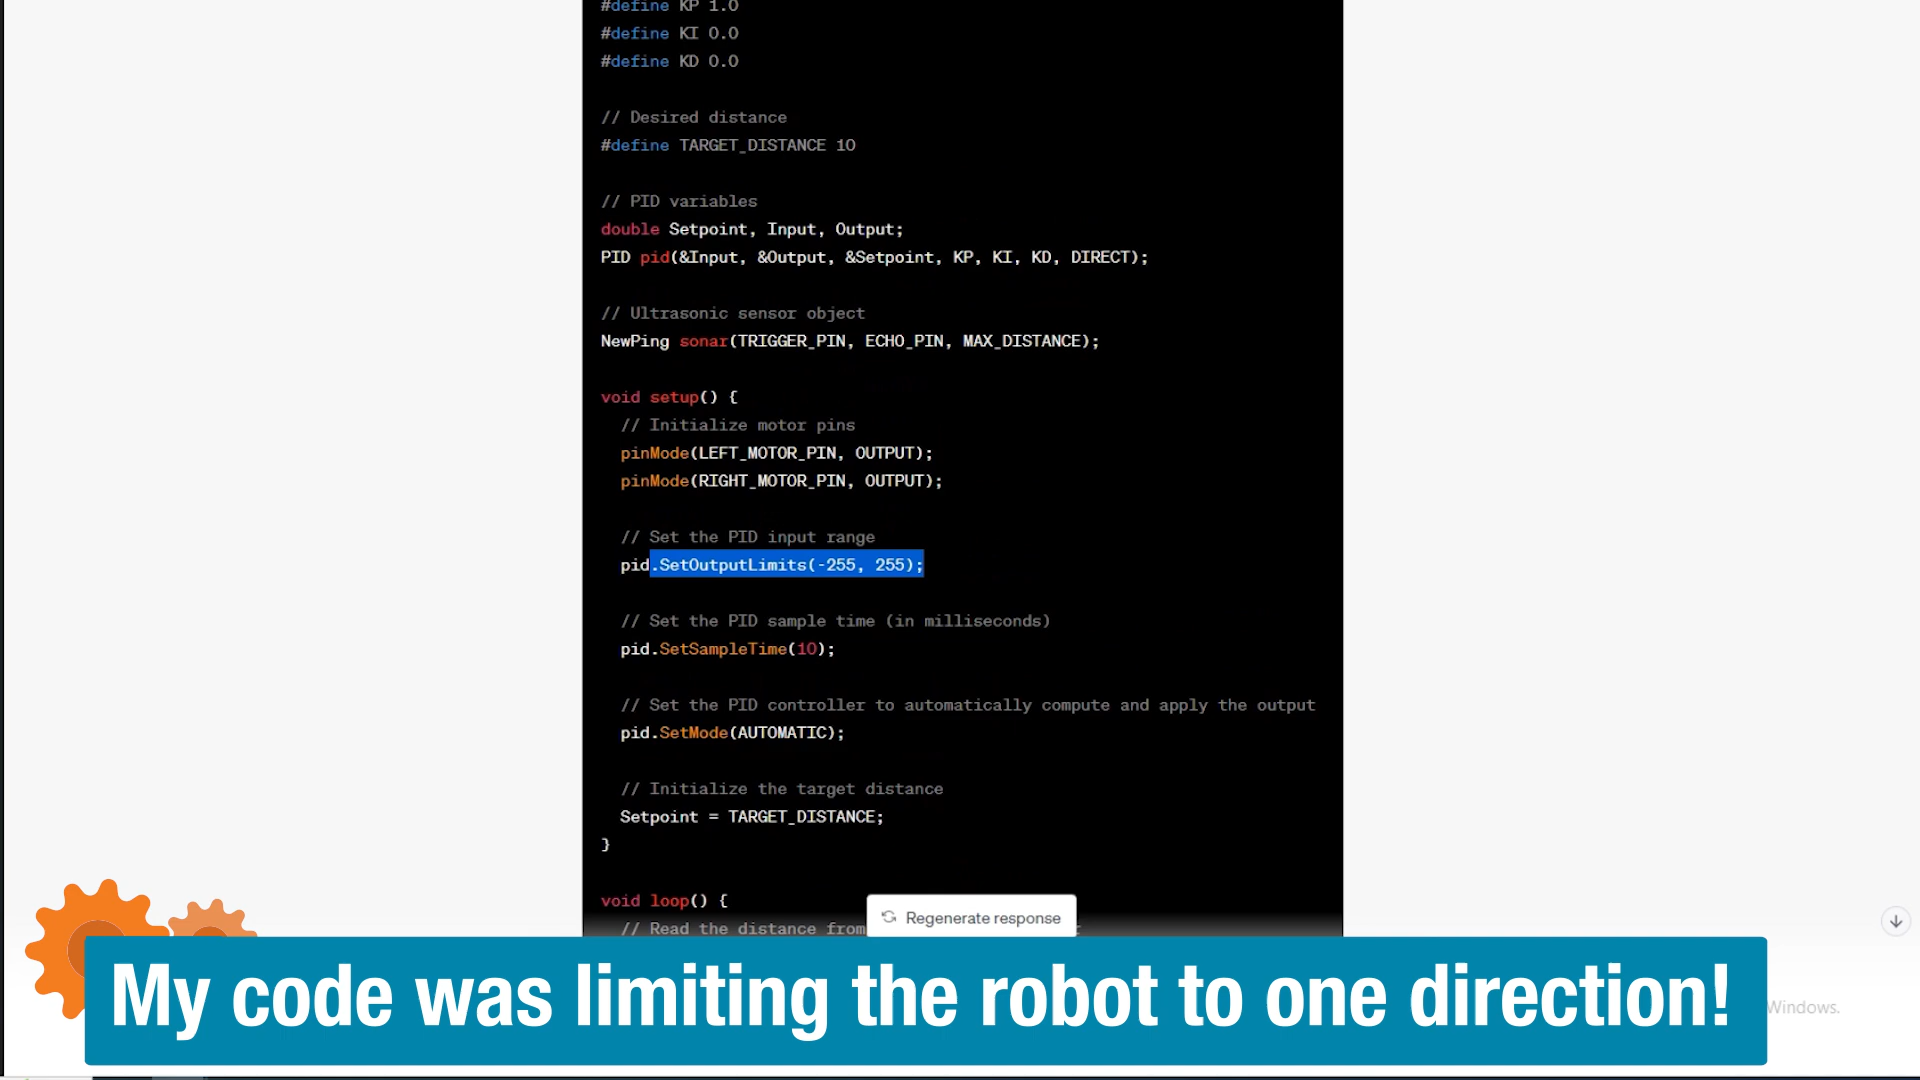 #define KP 1.0
#define KI 0.0
#define KD 0.0
// Desired distance
#define TARGET_DISTANCE 10
// PID variables
double Setpoint, Input, Output;
PID pid(&Input, &Output, &Setpoint, KP, KI, KD, DIRECT);
// Ultrasonic sensor object
NewPing sonar(TRIGGER_PIN, ECHO_PIN, MAX_DISTANCE);
void setup() {
// Initialize motor pins
pinMode(LEFT_MOTOR_PIN, OUTPUT);
pinMode(RIGHT_MOTOR_PIN, OUTPUT);
// Set the PID input range
pid.SetOutputLimits(-255, 255);
// Set the PID sample time (in milliseconds)
pid.SetSampleTime(10);
// Set the PID controller to automatically compute and apply the output
pid.SetMode(AUTOMATIC);
// Initialize the target distance
Setpoint = TARGET_DISTANCE;
}
void loop() {
Regenerate response
// Read the distance from
My code was limiting the robot to one direction!
Windows.